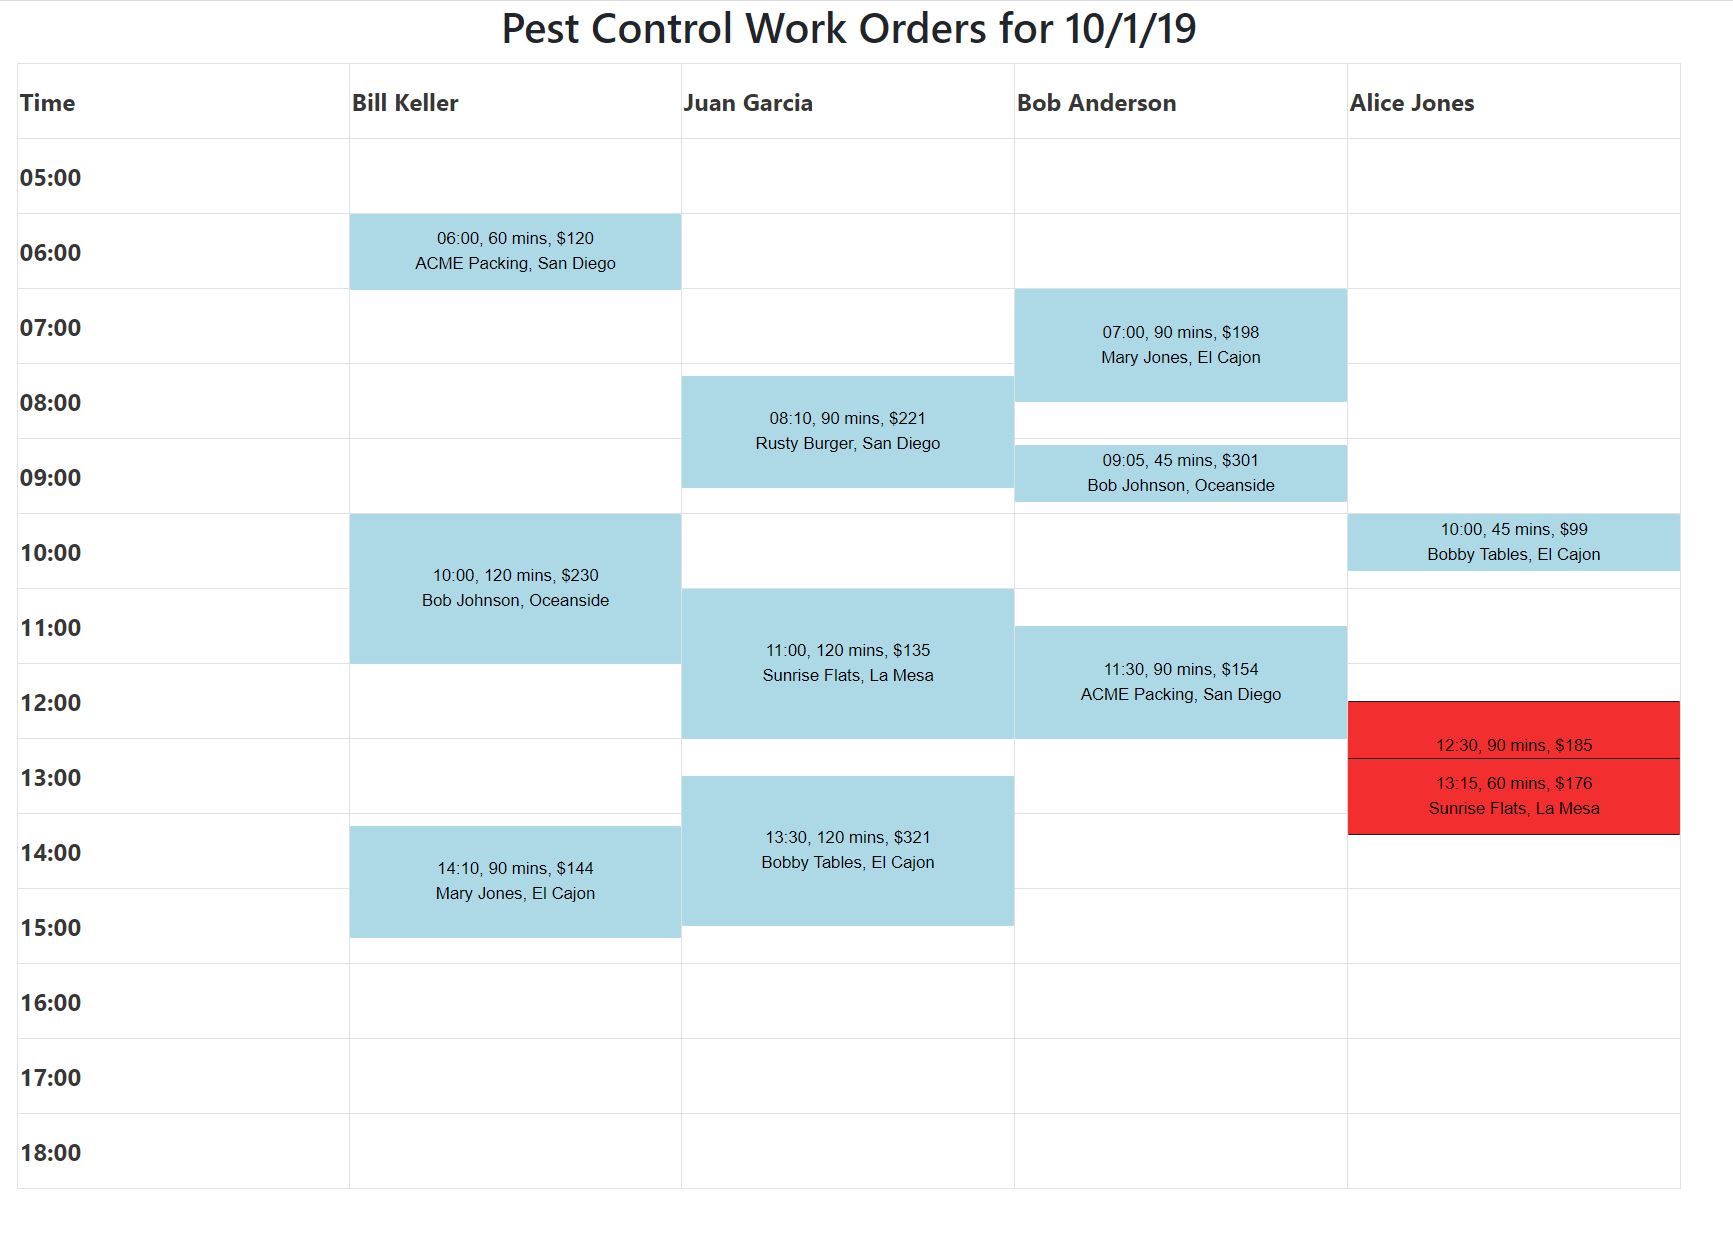 Pest Control Work Orders for 10/1/19
Time
Bill Keller
Juan Garcia
Bob Anderson
Alice Jones
05:00
06:00
06:00, 60 mins, $120
ACME Packing, San Diego
07:00
07:00, 90 mins, $198
Mary Jones, El Cajon
08:00
08:10, 90 mins, $221
Rusty Burger, San Diego
09:00
09:05, 45 mins, $301
Bob Johnson, Oceanside
10:00
10:00, 120 mins, $230
Bob Johnson, Oceanside
10:00, 45 mins, $99
Bobby Tables, El Cajon
11:00
11:00, 120 mins, $135
Sunrise Flats, La Mesa
11:30, 90 mins, $154
ACME Packing, San Diego
12:00
12:30, 90 mins, $185
13:00
13:15, 60 mins, $176
Sunrise Flats, La Mesa
13:30, 120 mins, $321
Bobby Tables, El Cajon
14:00
14:10, 90 mins, $144
Mary Jones, El Cajon
15:00
16:00
17:00
18:00